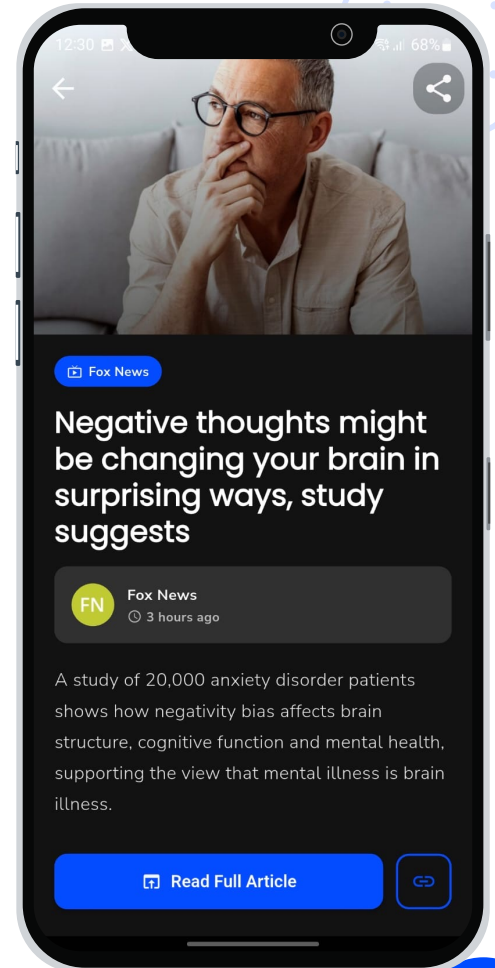 12:30
68%
Fox News
Negative thoughts might
be changing your brain in
surprising ways, study
suggests
FN
Fox News
3 hours ago
A study of 20,000 anxiety disorder patients
shows how negativity bias affects brain
structure, cognitive function and mental health,
supporting the view that mental illness is brain
illness.
Read Full Article